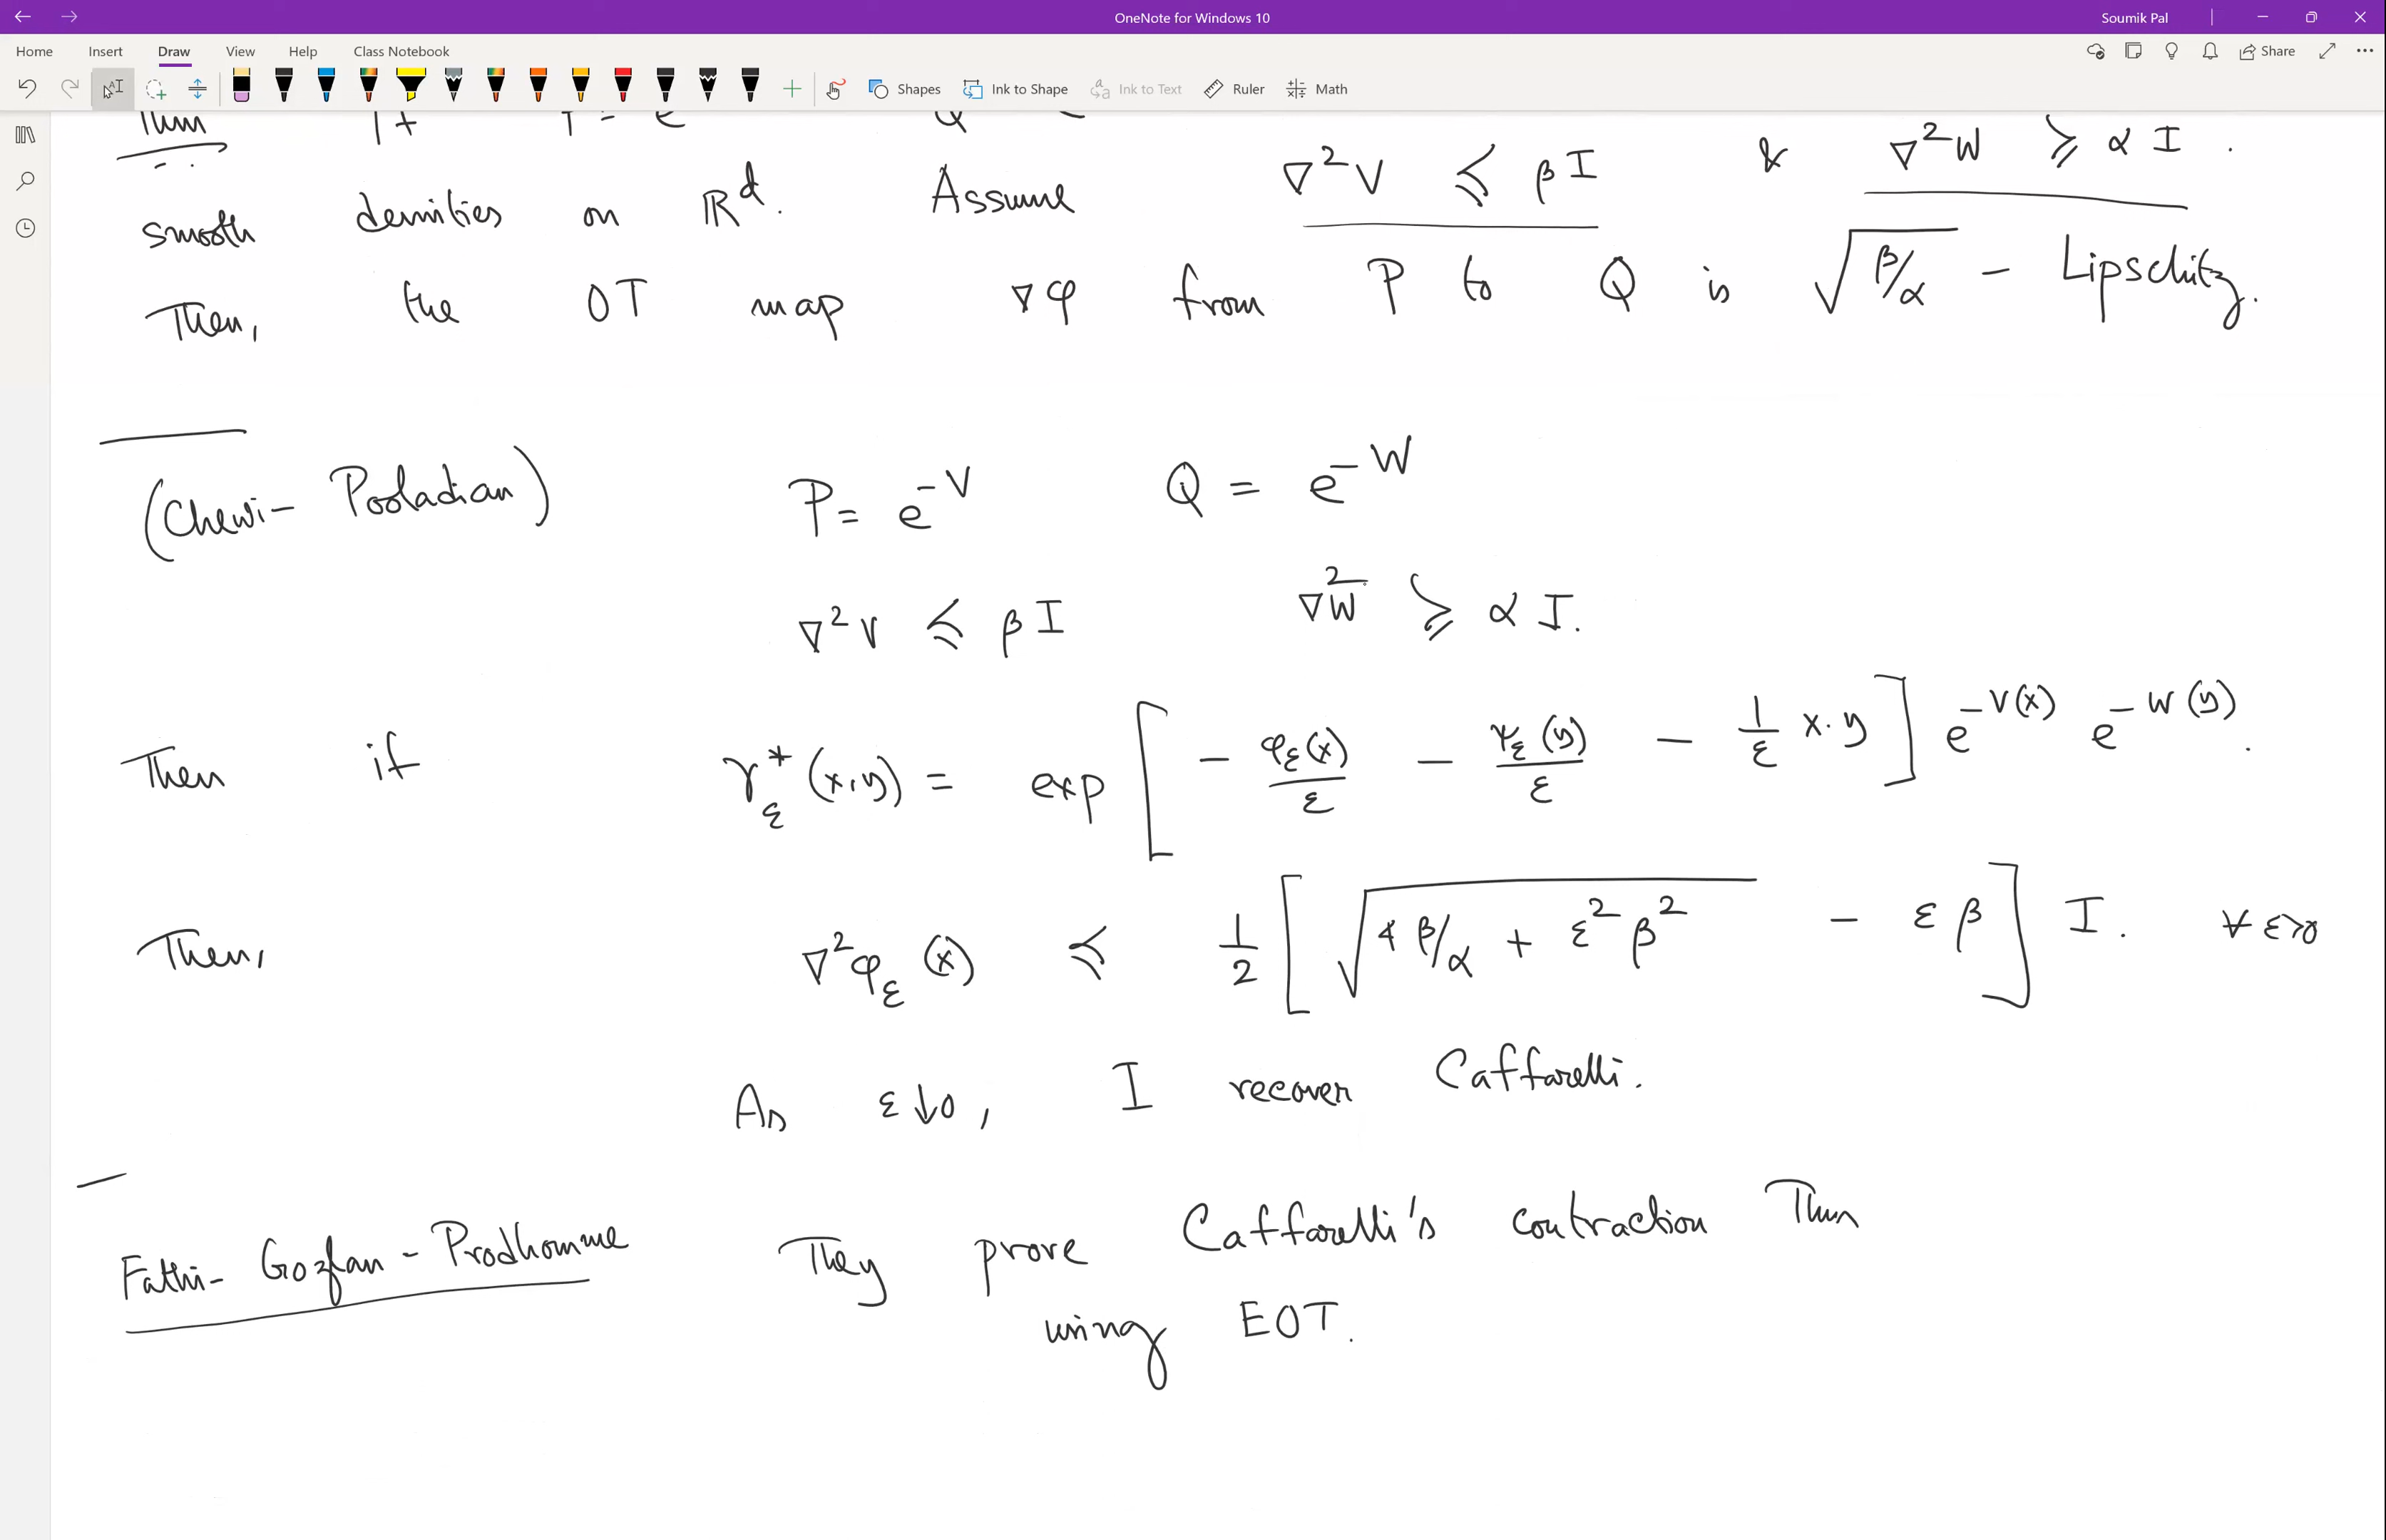 OneNote for Windows 10
Soumik Pal
Home Insert Draw View Help Class Notebook
Share
Shapes Ink to Shape Ink to Text Ruler Math
Thm
∇²V ≼ βI & ∇²W ≽ αI .
smooth densities on ℝᵈ. Assume
Then, the OT map ∇φ from P to Q is √(β/α) - Lipschitz.
(Chewi- Pooladian) P= e^{-V} Q = e^{-W}
∇²V ≼ βI ∇²W ≽ αI.
Then if γ*_ε(x,y) = exp[ - φ_ε(x)/ε - ψ_ε(y)/ε - 1/ε x·y ] e^{-V(x)} e^{-W(y)}.
Then, ∇²φ_ε(x) ≼ 1/2 [ √(4β/α + ε²β²) - εβ ] I. ∀ε>0
As ε↓0, I recover Caffarelli.
Fathi- Gozlan - Prodhomme They prove Caffarelli's contraction Thm
using EOT.